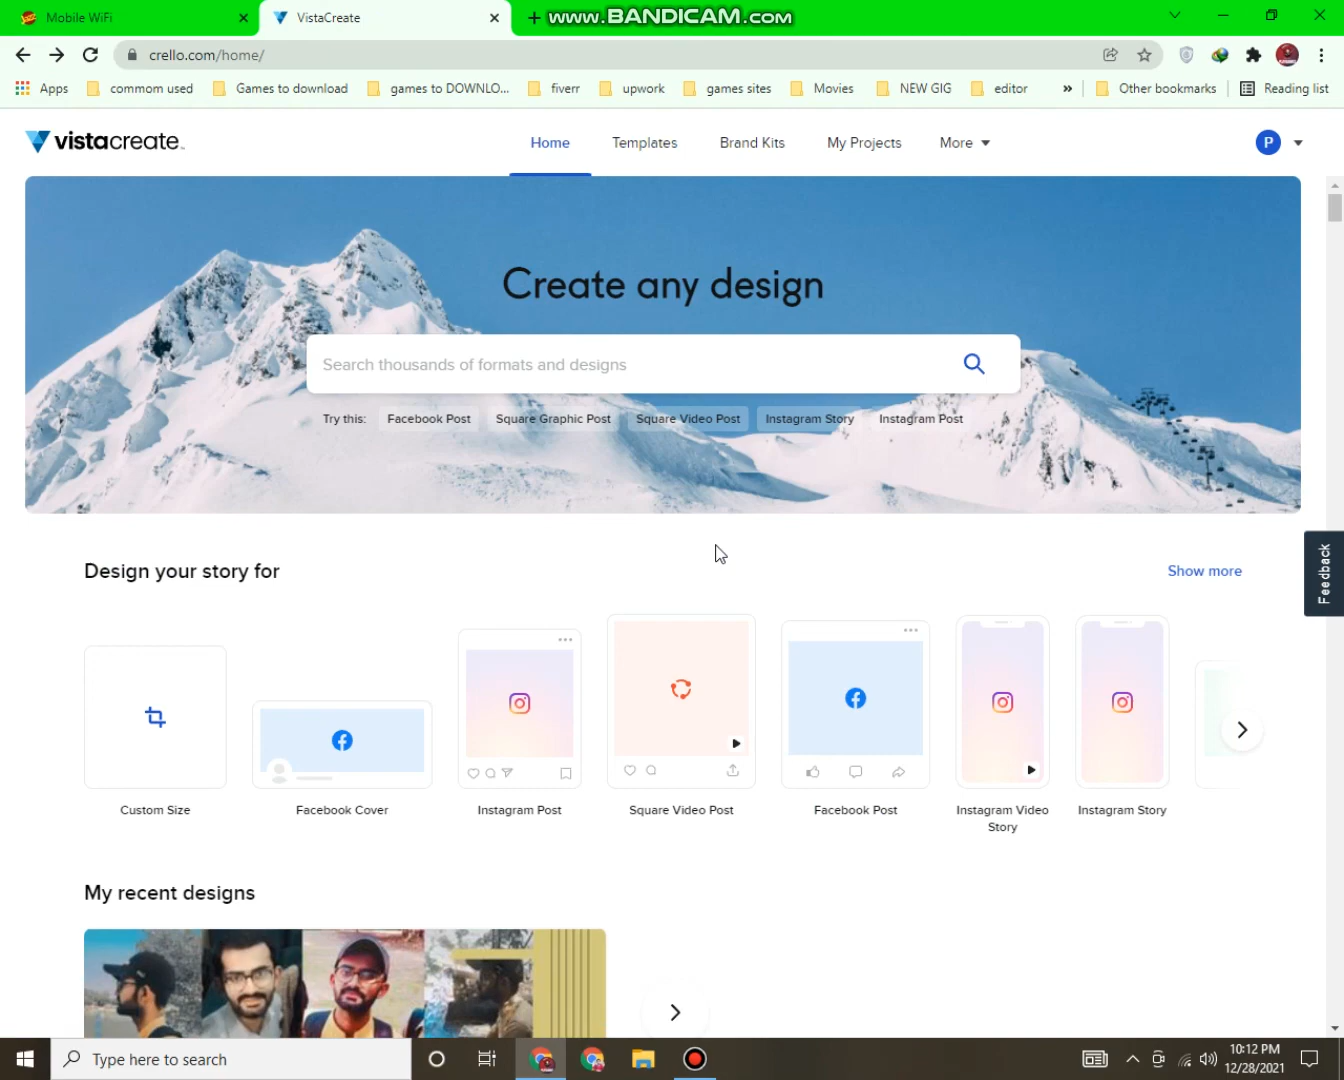 Mobile WiFi
VistaCreate
www.BANDICAM.com
crello.com/home/
Apps
commom used
Games to download
games to DOWNLO...
fiverr
upwork
games sites
Movies
NEW GIG
editor
»
Other bookmarks
Reading list
vistacreate
Home
Templates
Brand Kits
My Projects
More
P
Create any design
Search thousands of formats and designs
Try this:
Facebook Post
Square Graphic Post
Square Video Post
Instagram Story
Instagram Post
Feedback
Design your story for
Show more
Custom Size
Facebook Cover
Instagram Post
Square Video Post
Facebook Post
Instagram Video
Story
Instagram Story
My recent designs
Type here to search
10:12 PM
12/28/2021